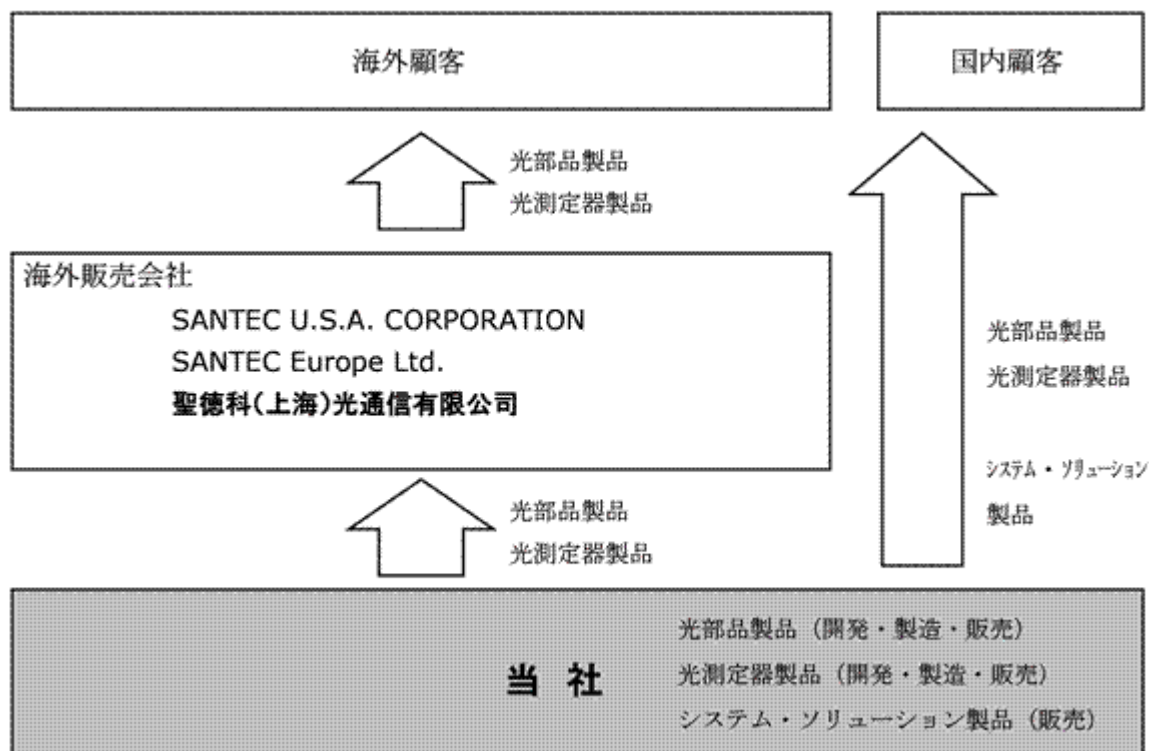 海外顧客
国内顧客
光部品製品
光測定器製品
海外販売会社
SANTEC U.S.A. CORPORATION
SANTEC Europe Ltd.
聖徳科(上海)光通信有限公司
光部品製品
光測定器製品
システム・ソリューション
製品
光部品製品
光測定器製品
当 社
光部品製品(開発・製造・販売)
光測定器製品(開発・製造・販売)
システム・ソリューション製品(販売)